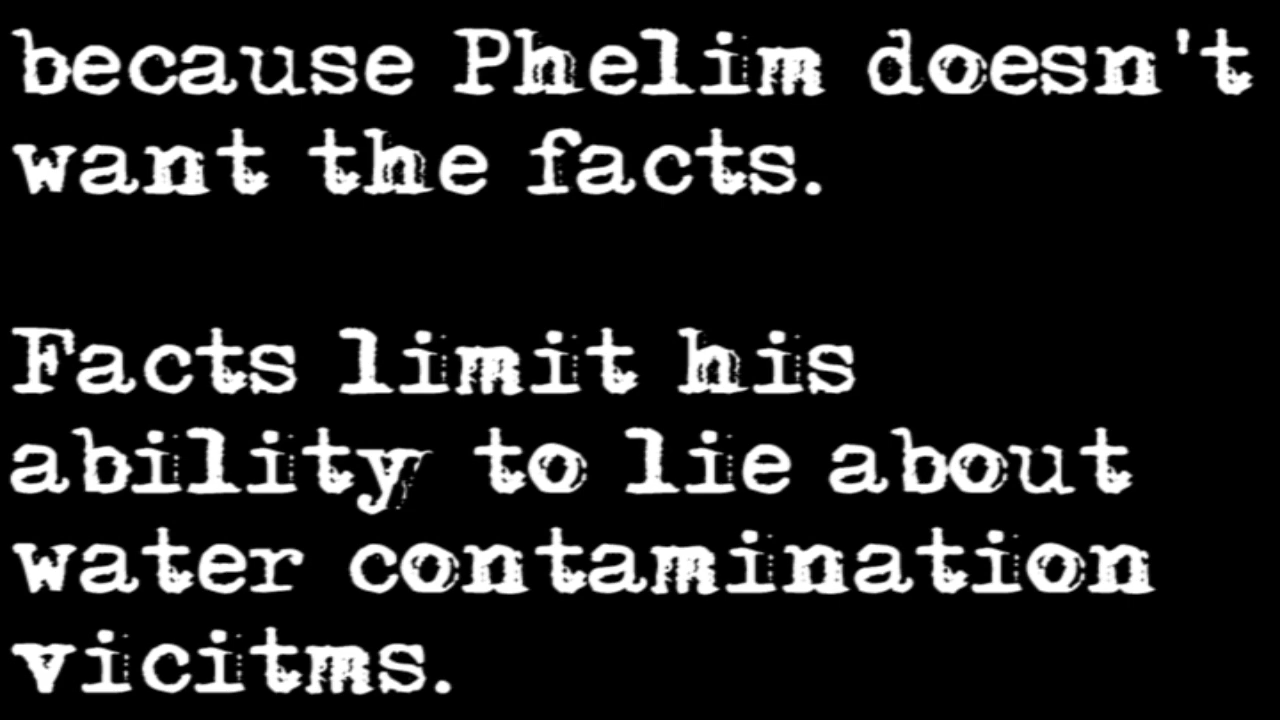 because Phelim doesn't
want the facts.
Facts limit his
ability to lie about
water contamination
vicitms.